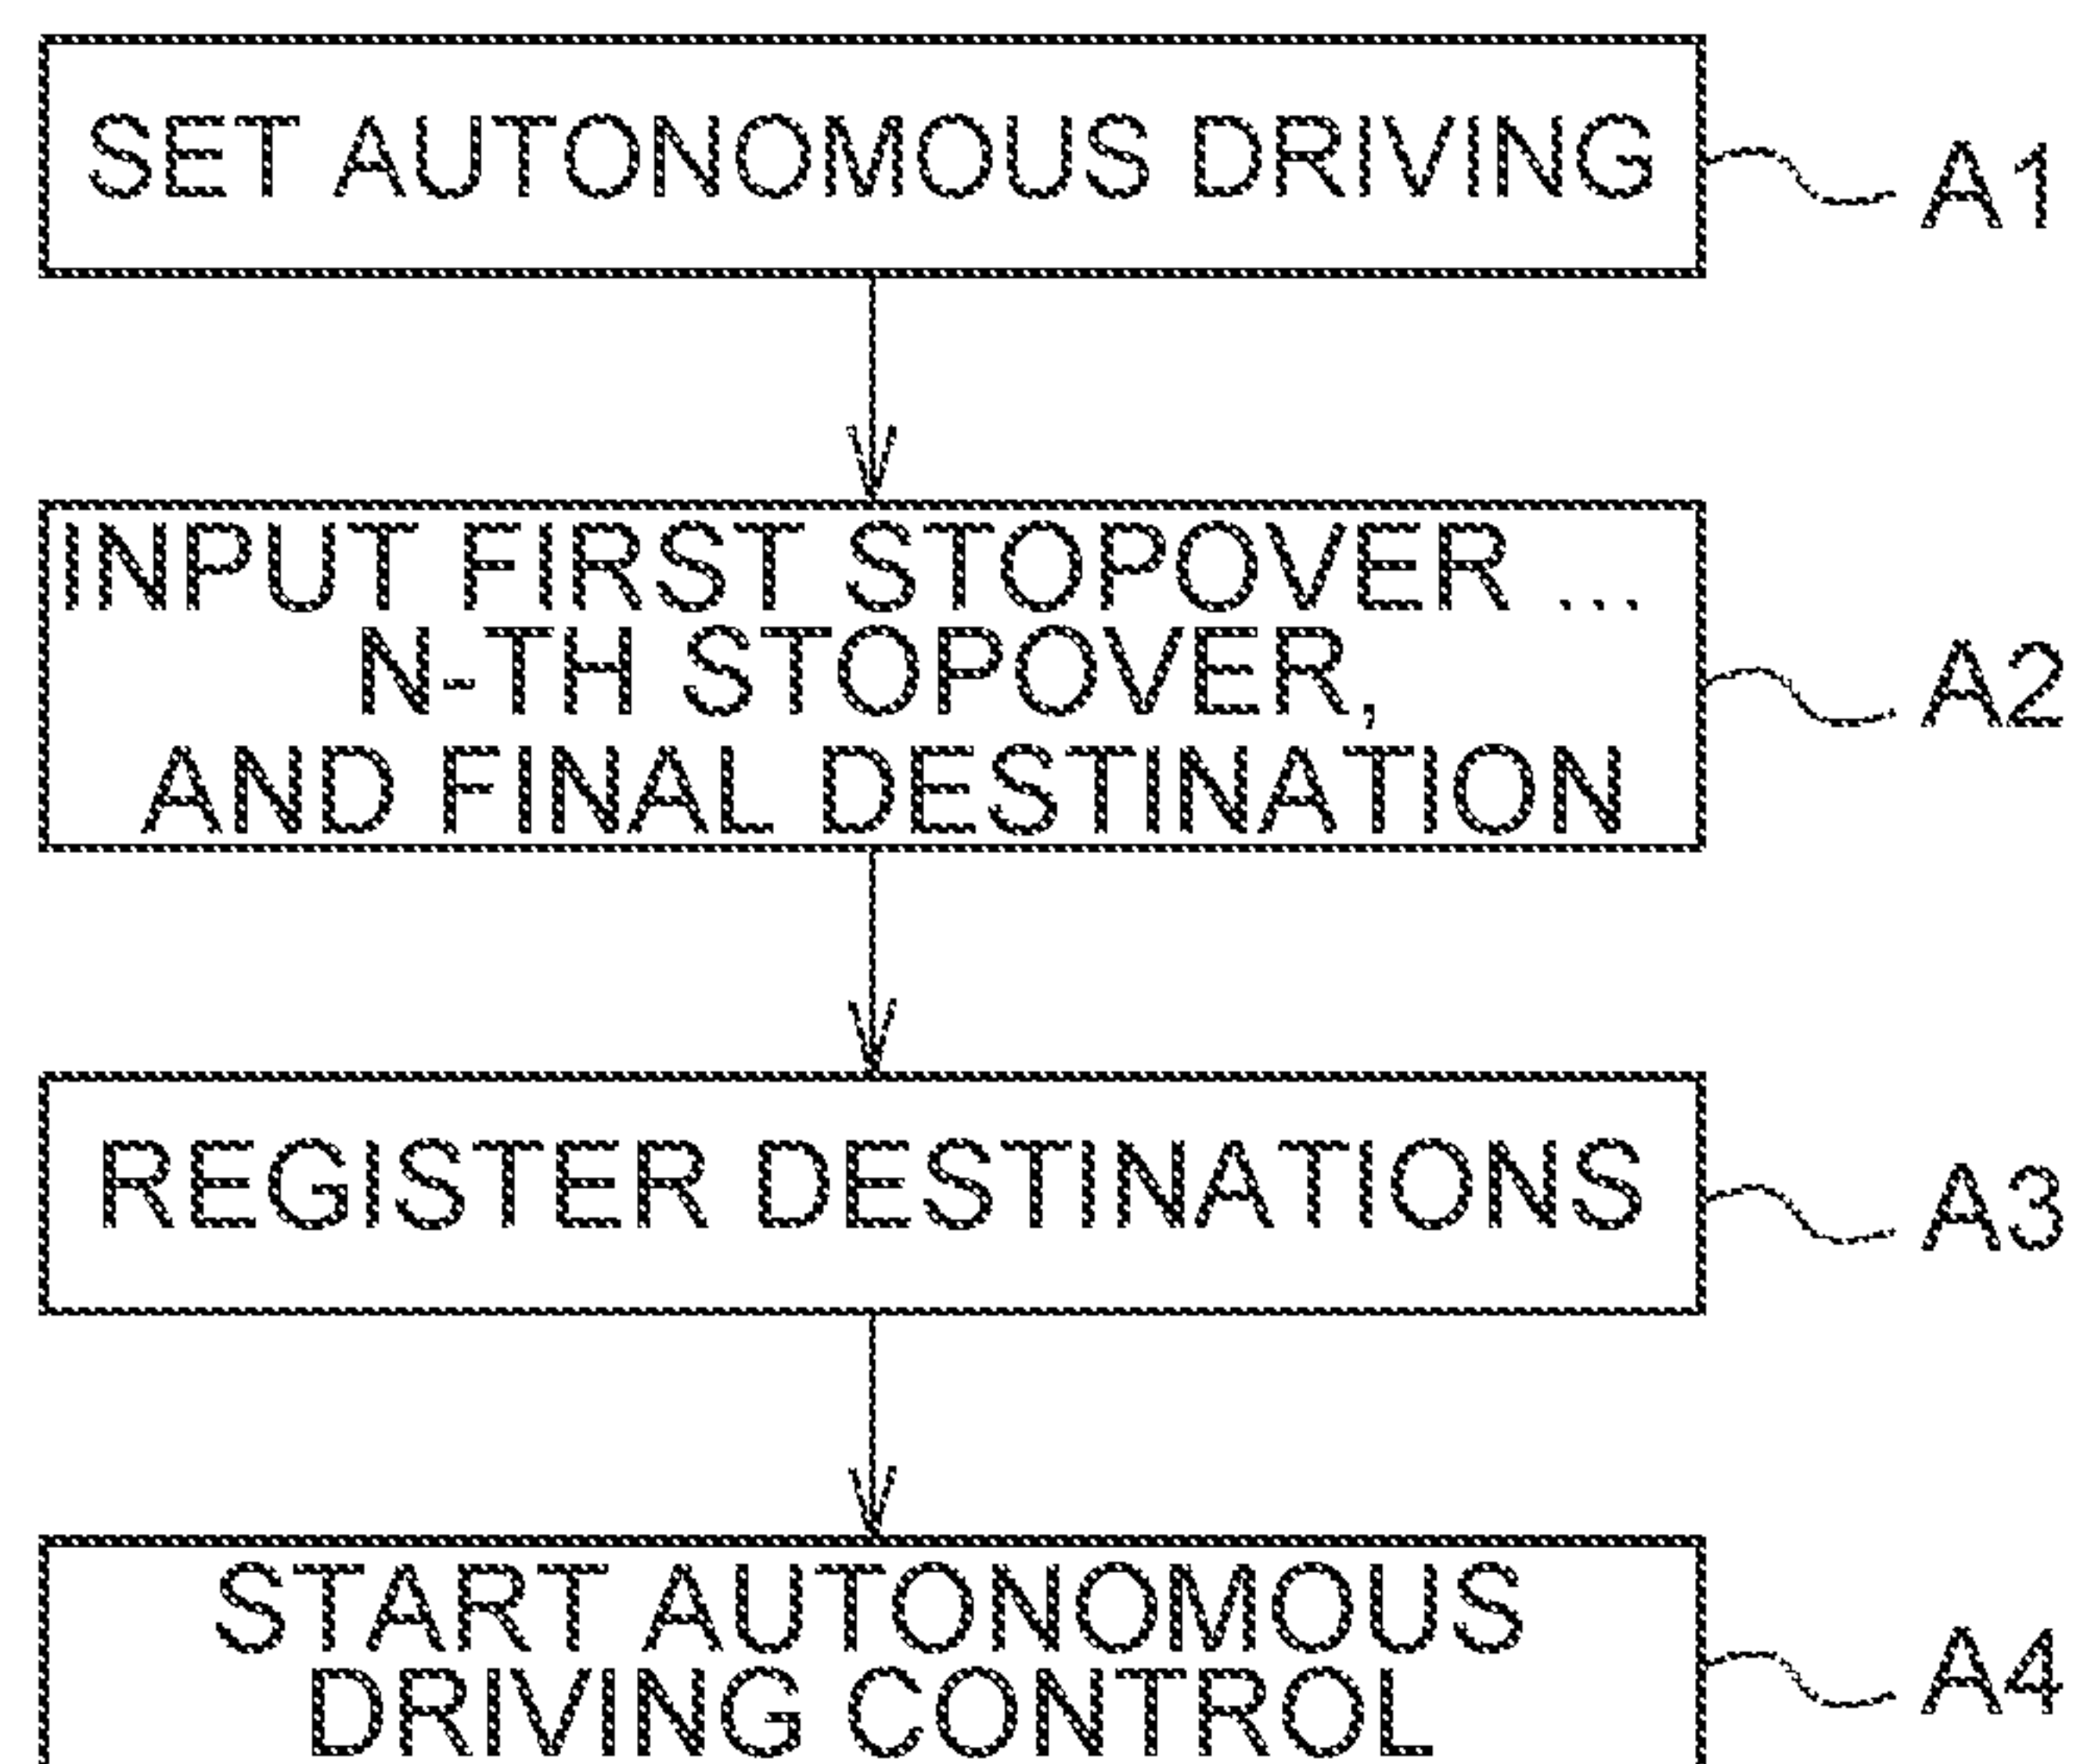 SET AUTONOMOUS DRIVING
A1
INPUT FIRST STOPOVER ...
N-TH STOPOVER,
AND FINAL DESTINATION
A2
REGISTER DESTINATIONS
A3
START AUTONOMOUS
DRIVING CONTROL
A4